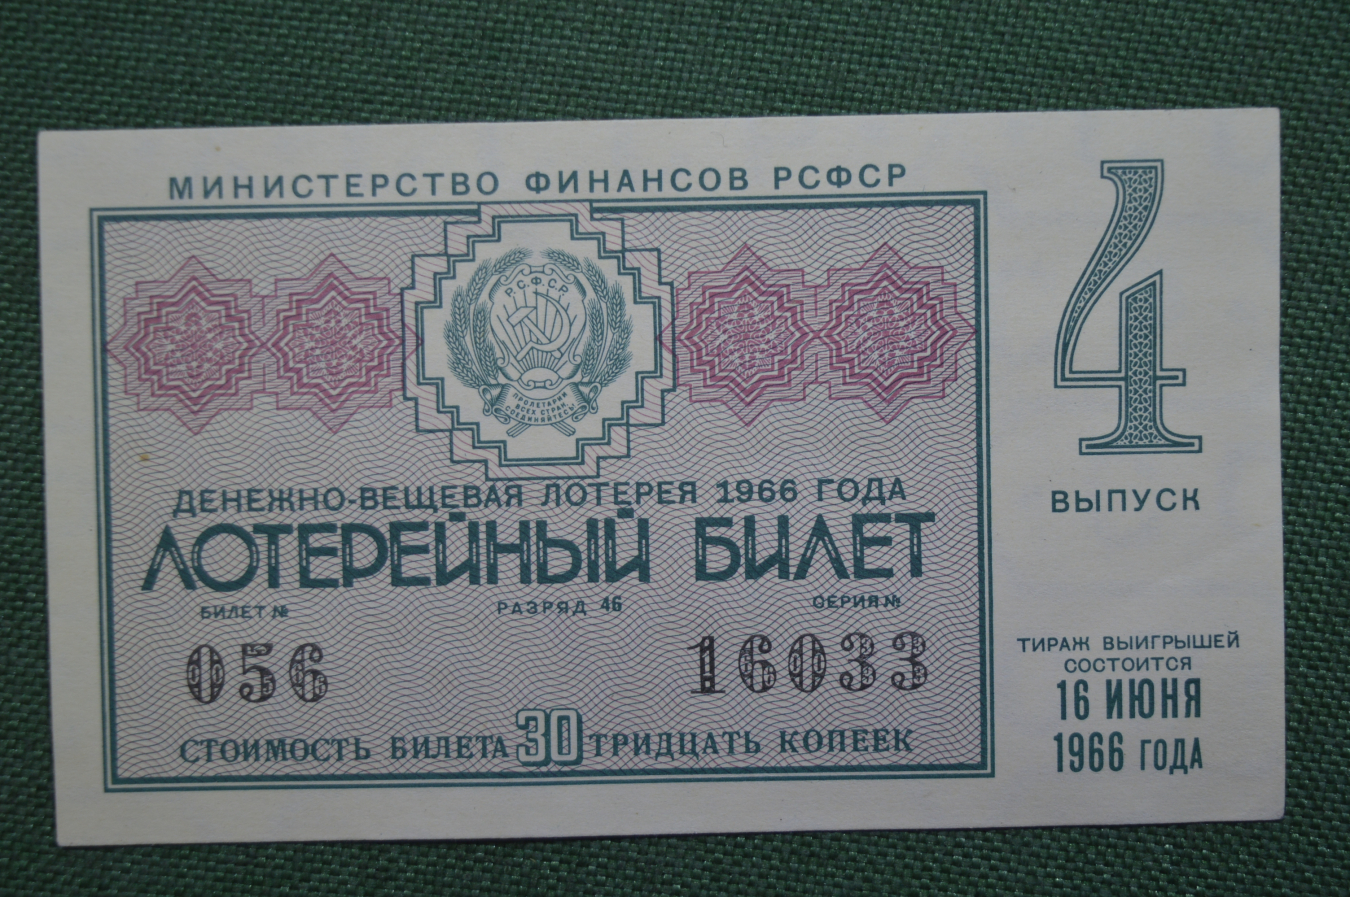 МИНИСТЕРСТВО ФИНАНСОВ РСФСР
Р.С.Ф.С.Р.
ПРОЛЕТАРИИ
ВСЕХ СТРАН,
СОЕДИНЯЙТЕСЬ!
ДЕНЕЖНО-ВЕЩЕВАЯ ЛОТЕРЕЯ 1966 ГОДА
ЛОТЕРЕЙНЫЙ БИЛЕТ
БИЛЕТ № РАЗРЯД 46 СЕРИЯ №
056 16033
СТОИМОСТЬ БИЛЕТА 30 ТРИДЦАТЬ КОПЕЕК
4
ВЫПУСК
ТИРАЖ ВЫИГРЫШЕЙ
СОСТОИТСЯ
16 ИЮНЯ
1966 ГОДА